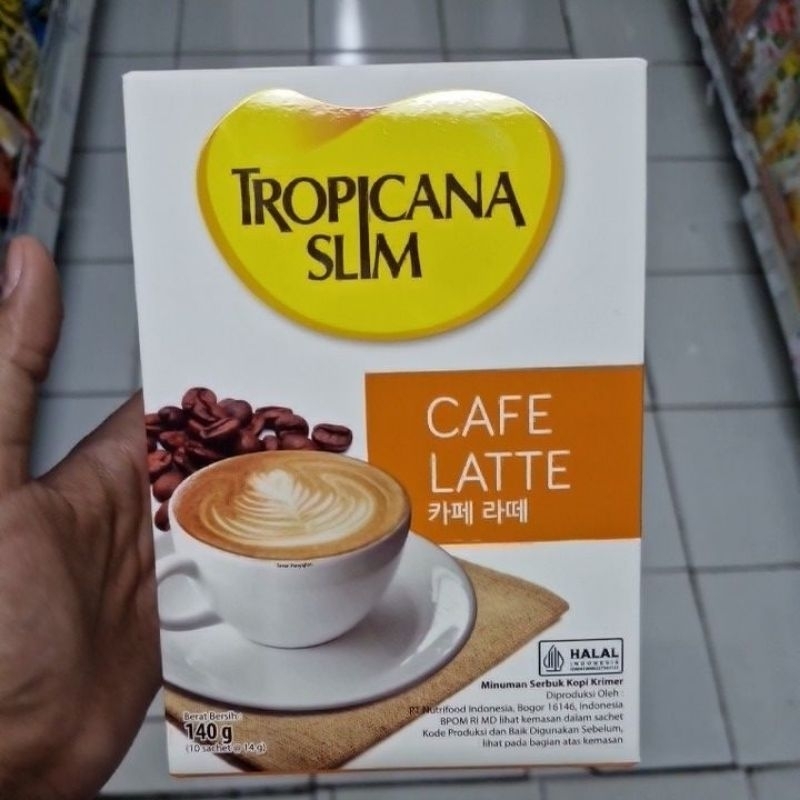 TROPICANA
SLIM
CAFE
LATTE
카페 라떼
HALAL
INDONESIA
Minuman Serbuk Kopi Krimer
Diproduksi Oleh :
PT Nutrifood Indonesia, Bogor 16146, Indonesia
BPOM RI MD lihat kemasan dalam sachet
Kode Produksi dan Baik Digunakan Sebelum,
lihat pada bagian atas kemasan
Berat Bersih :
140 g
(10 sachet @ 14 g)